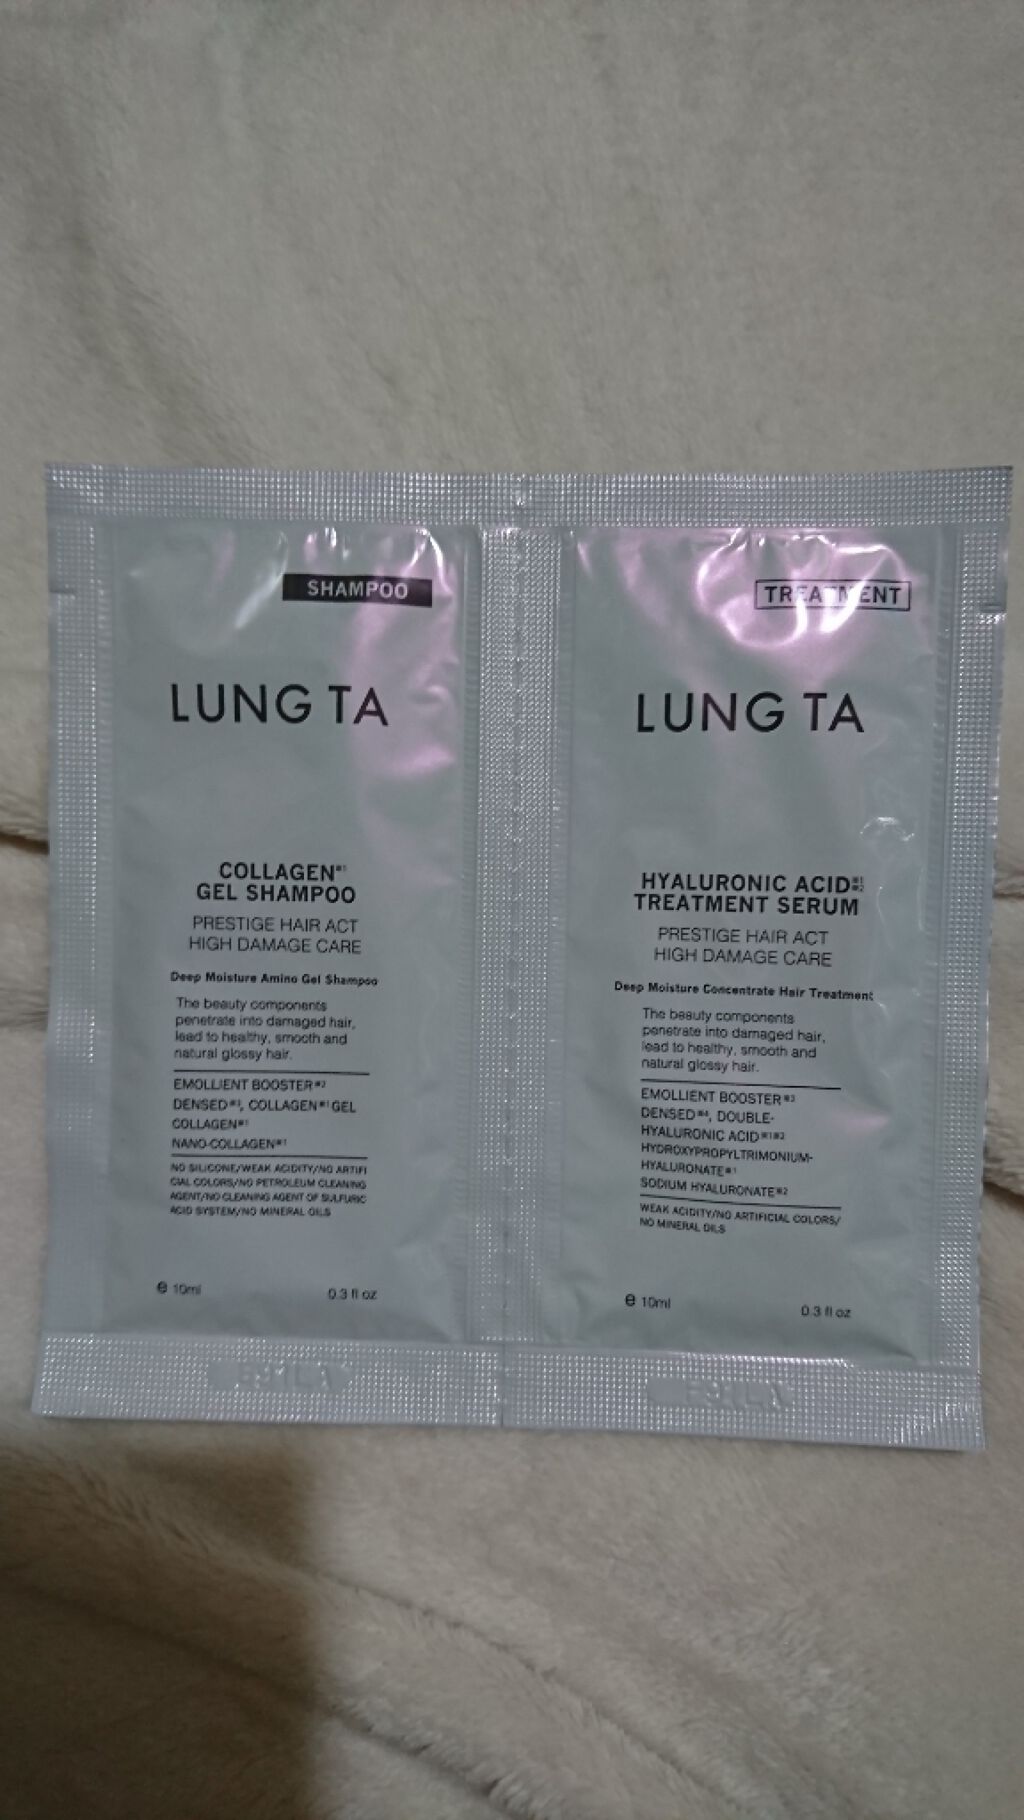 SHAMPOO
LUNG TA
COLLAGEN※1
GEL SHAMPOO
PRESTIGE HAIR ACT
HIGH DAMAGE CARE
Deep Moisture Amino Gel Shampoo
The beauty components
penetrate into damaged hair,
lead to healthy, smooth and
natural glossy hair.
EMOLLIENT BOOSTER※2
DENSED※3, COLLAGEN※1 GEL
COLLAGEN※1
NANO-COLLAGEN※1
NO SILICONE/WEAK ACIDITY/NO ARTIFI
CIAL COLORS/NO PETROLEUM CLEANING
AGENT/NO CLEANING AGENT OF SULFURIC
ACID SYSTEM/NO MINERAL OILS
e 10ml 0.3 fl oz
TREATMENT
LUNG TA
HYALURONIC ACID※1※2
TREATMENT SERUM
PRESTIGE HAIR ACT
HIGH DAMAGE CARE
Deep Moisture Concentrate Hair Treatment
The beauty components
penetrate into damaged hair,
lead to healthy, smooth and
natural glossy hair.
EMOLLIENT BOOSTER※3
DENSED※4, DOUBLE-
HYALURONIC ACID※1※2
HYDROXYPROPYLTRIMONIUM-
HYALURONATE※1
SODIUM HYALURONATE※2
WEAK ACIDITY/NO ARTIFICIAL COLORS/
NO MINERAL OILS
e 10ml 0.3 fl oz